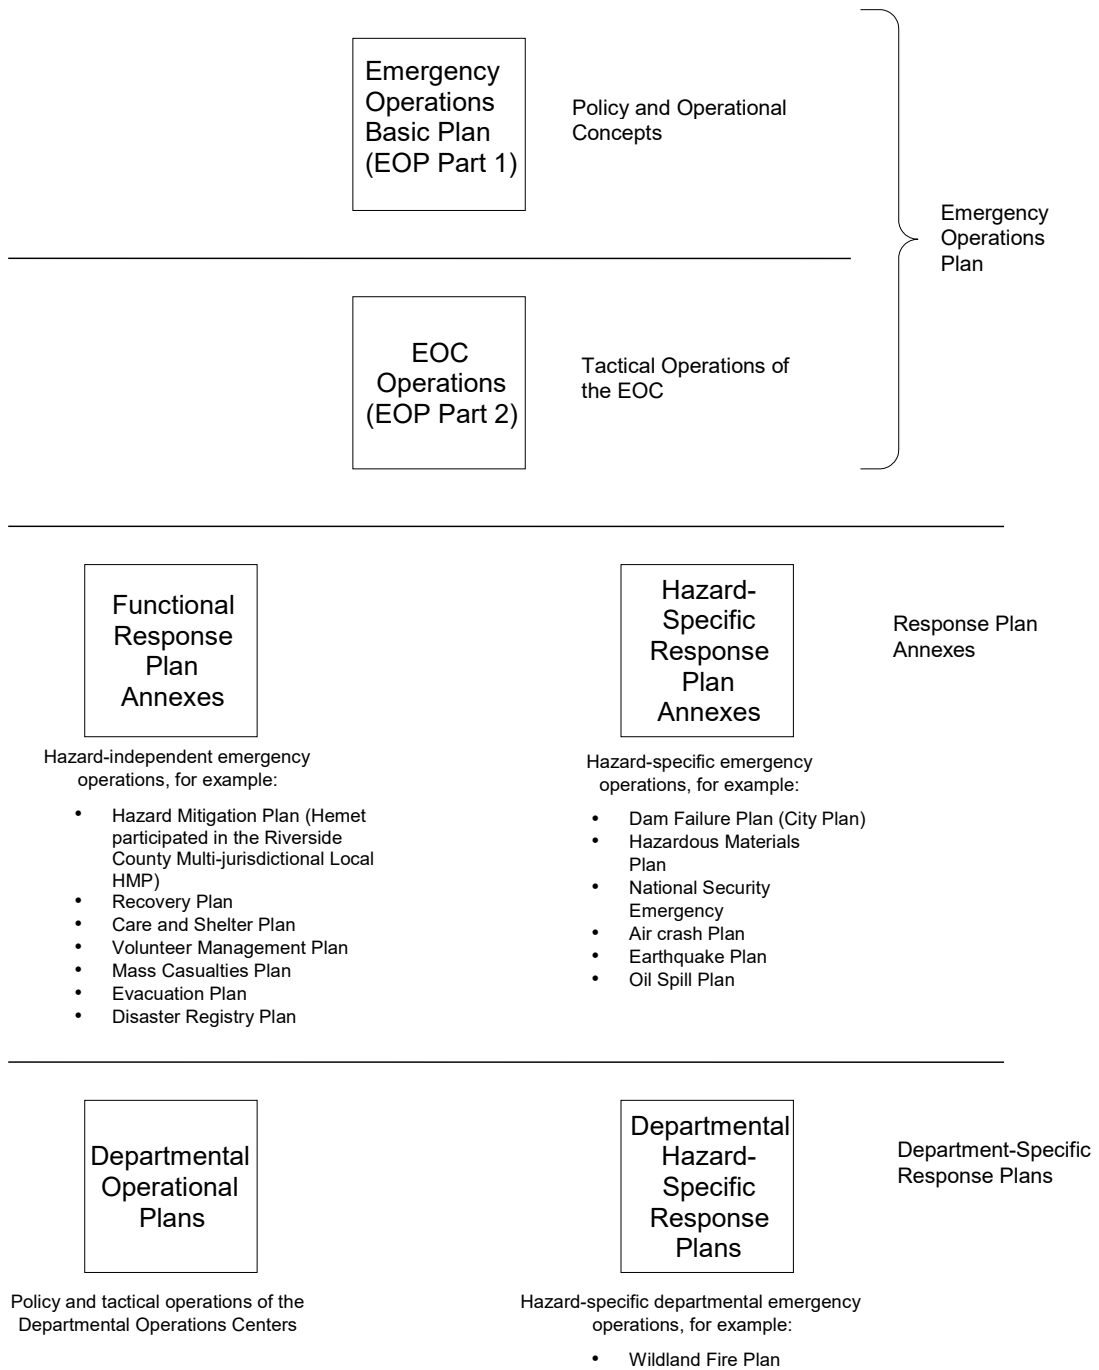 Emergency
Operations
Basic Plan
(EOP Part 1)
Policy and Operational
Concepts
Emergency
Operations
Plan
EOC
Operations
(EOP Part 2)
Tactical Operations of
the EOC
Functional
Response
Plan
Annexes
Hazard-
Specific
Response
Plan
Annexes
Response Plan
Annexes
Hazard-independent emergency
operations, for example:
• Hazard Mitigation Plan (Hemet
participated in the Riverside
County Multi-jurisdictional Local
HMP)
• Recovery Plan
• Care and Shelter Plan
• Volunteer Management Plan
• Mass Casualties Plan
• Evacuation Plan
• Disaster Registry Plan
Hazard-specific emergency
operations, for example:
• Dam Failure Plan (City Plan)
• Hazardous Materials
Plan
• National Security
Emergency
• Air crash Plan
• Earthquake Plan
• Oil Spill Plan
Departmental
Operational
Plans
Departmental
Hazard-
Specific
Response
Plans
Department-Specific
Response Plans
Policy and tactical operations of the
Departmental Operations Centers
Hazard-specific departmental emergency
operations, for example:
• Wildland Fire Plan